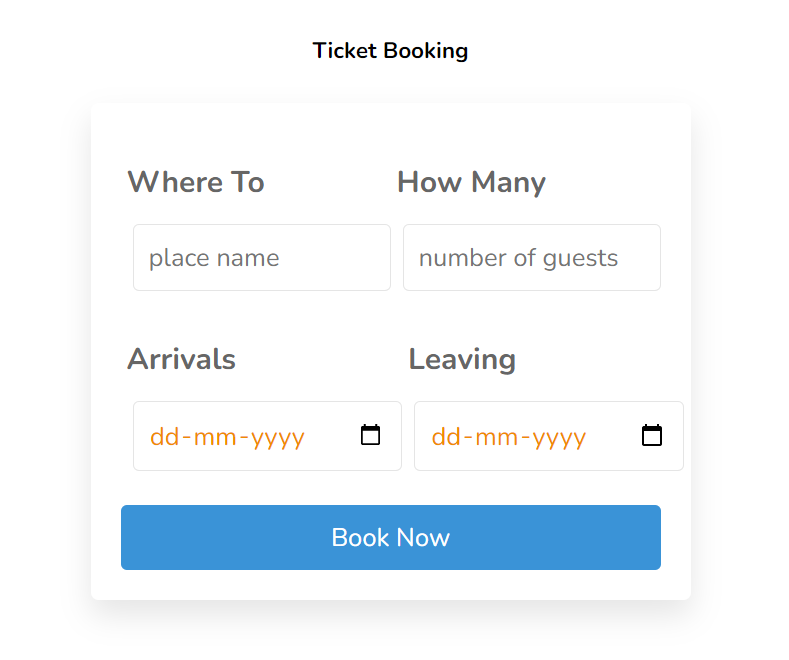 Ticket Booking
Where To How Many
place name number of guests
Arrivals Leaving
dd-mm-yyyy dd-mm-yyyy
Book Now